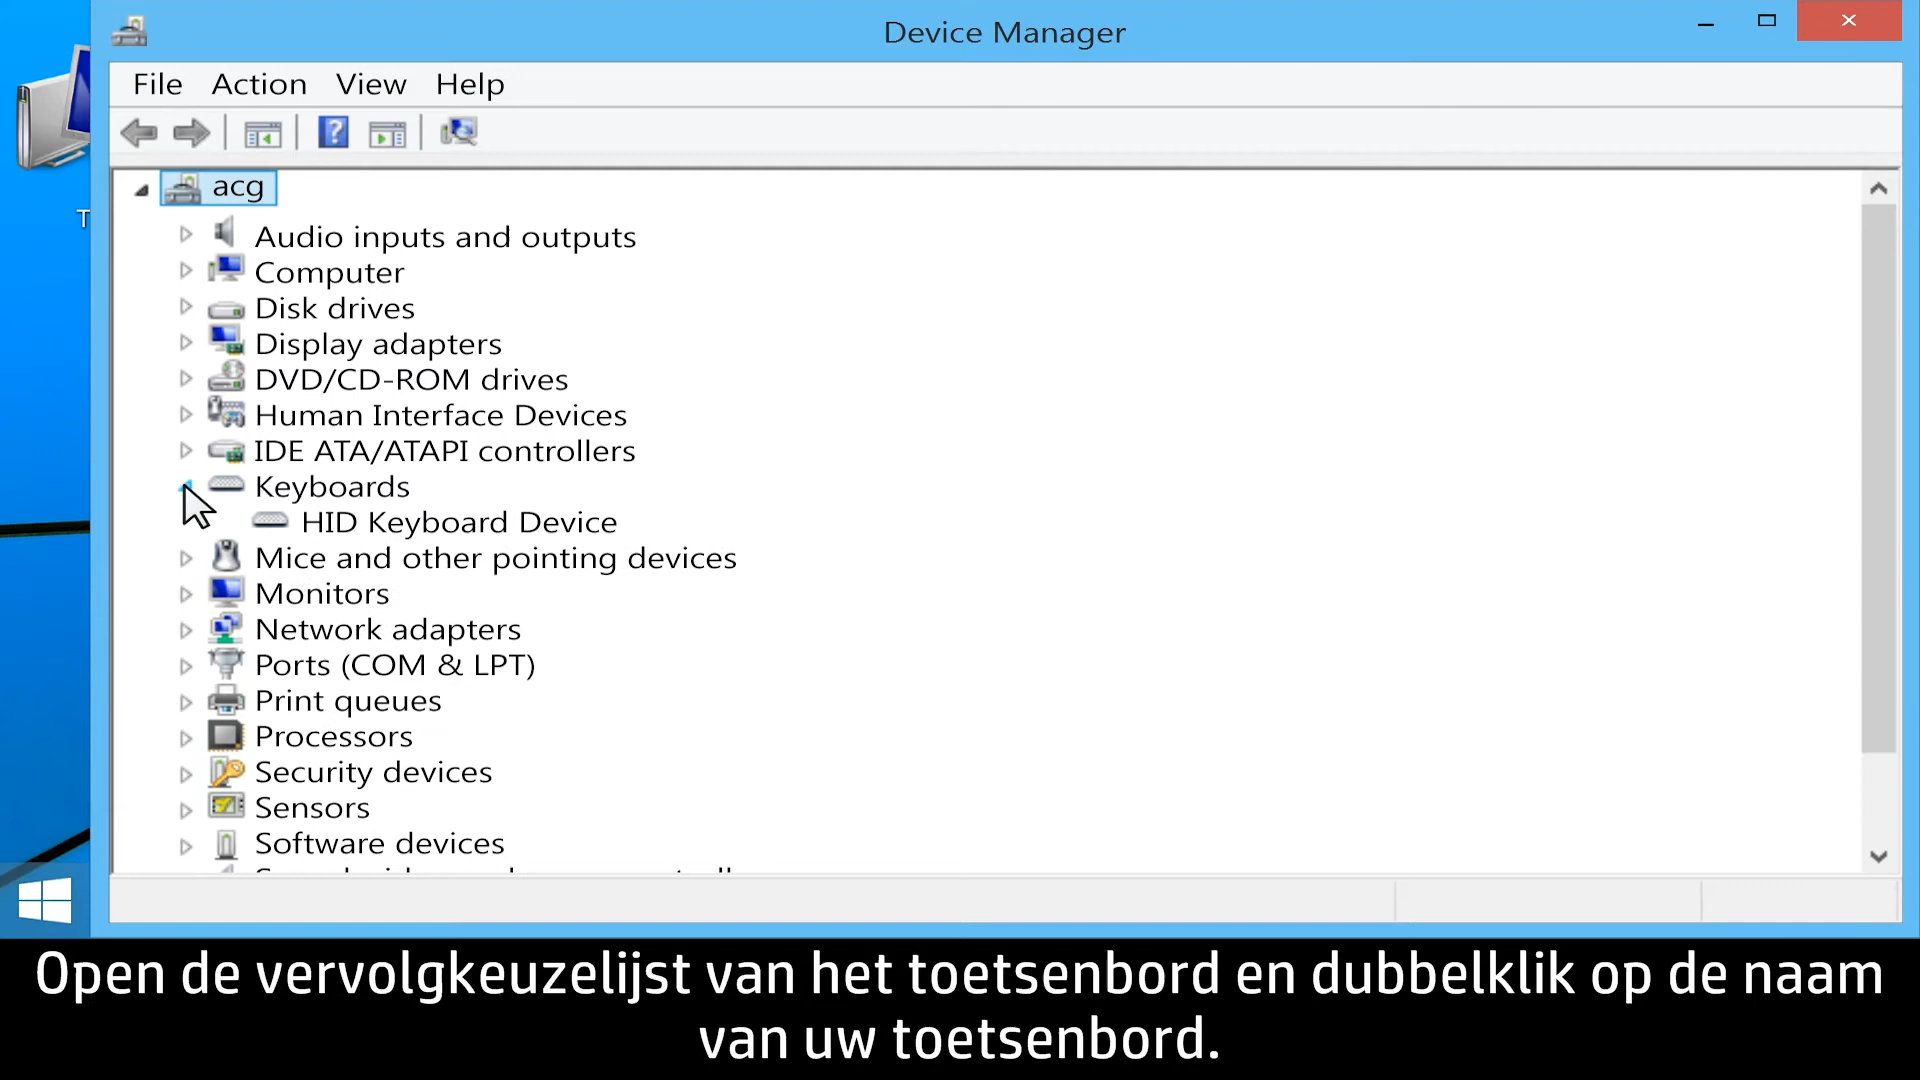 Device Manager
File Action View Help
T
acg
Audio inputs and outputs
Computer
Disk drives
Display adapters
DVD/CD-ROM drives
Human Interface Devices
IDE ATA/ATAPI controllers
Keyboards
HID Keyboard Device
Mice and other pointing devices
Monitors
Network adapters
Ports (COM & LPT)
Print queues
Processors
Security devices
Sensors
Software devices
Open de vervolgkeuzelijst van het toetsenbord en dubbelklik op de naam
van uw toetsenbord.